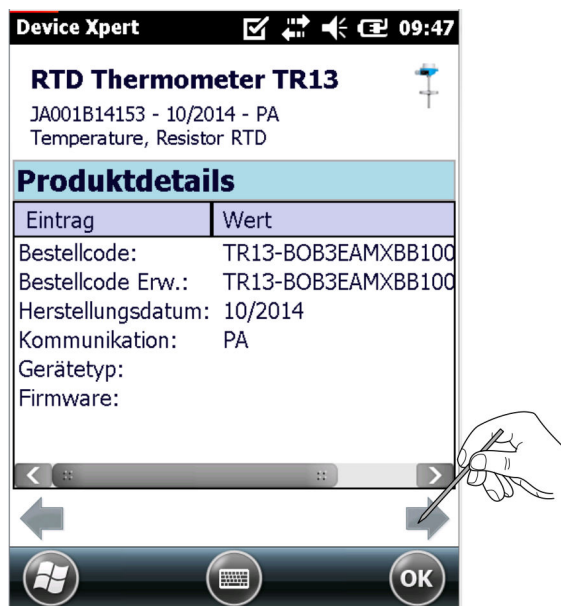 Device Xpert 09:47
RTD Thermometer TR13
JA001B14153 - 10/2014 - PA
Temperature, Resistor RTD
Produktdetails
Eintrag Wert
Bestellcode: TR13-BOB3EAMXBB100
Bestellcode Erw.: TR13-BOB3EAMXBB100
Herstellungsdatum: 10/2014
Kommunikation: PA
Gerätetyp:
Firmware:
OK